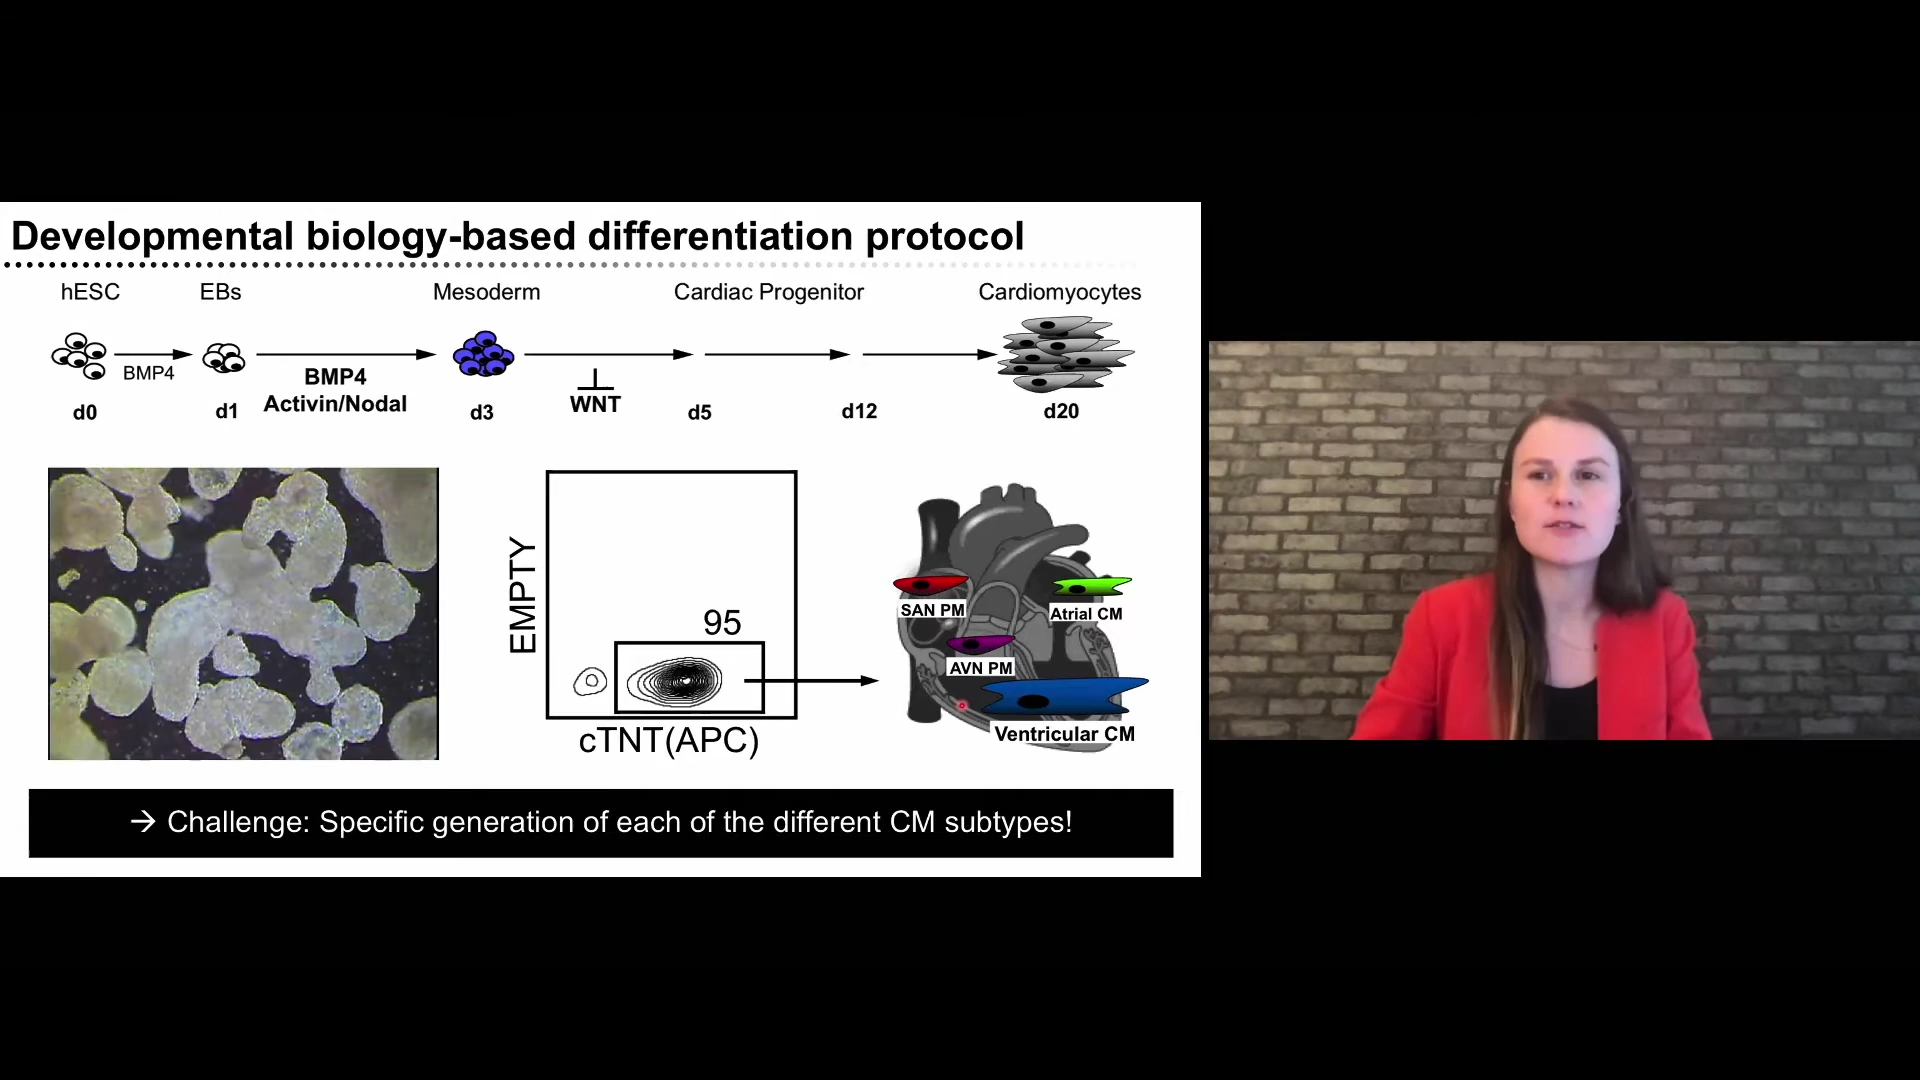 Developmental biology-based differentiation protocol
hESC EBs Mesoderm Cardiac Progenitor Cardiomyocytes
BMP4
BMP4
Activin/Nodal
WNT
d0 d1 d3 d5 d12 d20
EMPTY
95
cTNT(APC)
SAN PM
Atrial CM
AVN PM
Ventricular CM
→ Challenge: Specific generation of each of the different CM subtypes!